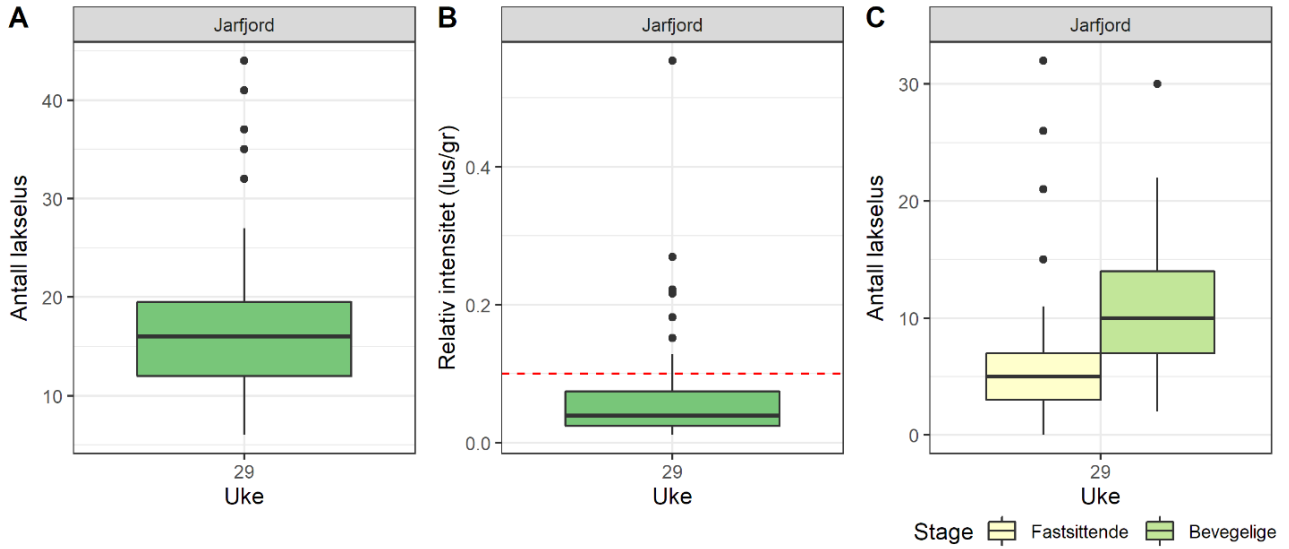 A
Jarfjord
Antall lakselus
40
30
20
10
29
Uke
B
Jarfjord
Relativ intensitet (lus/gr)
0.4
0.2
0.0
29
Uke
C
Jarfjord
Antall lakselus
30
20
10
0
29
Uke
Stage Fastsittende Bevegelige